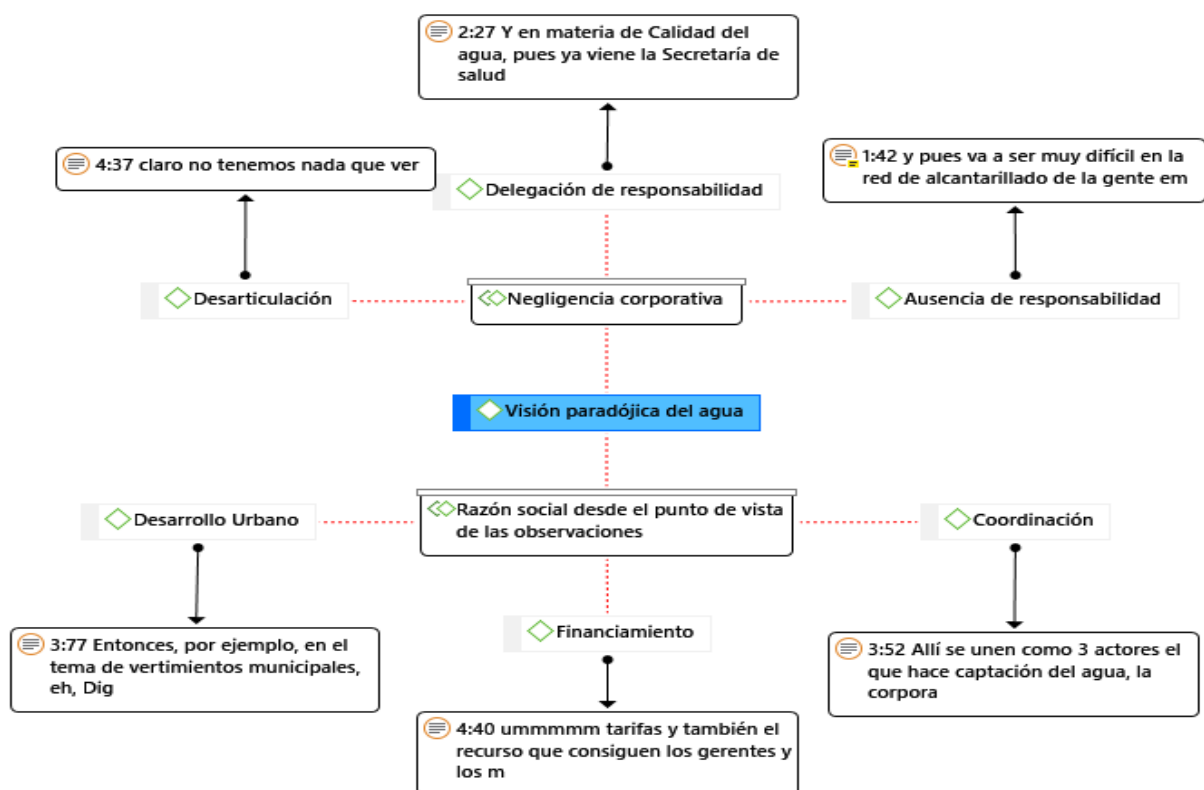 2:27 Y en materia de Calidad del
agua, pues ya viene la Secretaría de
salud
4:37 claro no tenemos nada que ver
1:42 y pues va a ser muy difícil en la
red de alcantarillado de la gente em
Delegación de responsabilidad
Desarticulación
Negligencia corporativa
Ausencia de responsabilidad
Visión paradójica del agua
Desarrollo Urbano
Razón social desde el punto de vista
de las observaciones
Coordinación
3:77 Entonces, por ejemplo, en el
tema de vertimientos municipales,
eh, Dig
Financiamiento
3:52 Allí se unen como 3 actores el
que hace captación del agua, la
corpora
4:40 ummmmm tarifas y también el
recurso que consiguen los gerentes y
los m